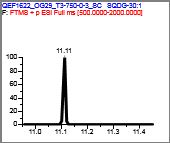 QEF1622_OG29_T3-750-0-3_8C SQDG-30:1
F: FTMS + p ESI Full ms [500.0000-2000.0000]
11.11
100
80
60
40
20
0
11.0 11.1 11.2 11.3 11.4